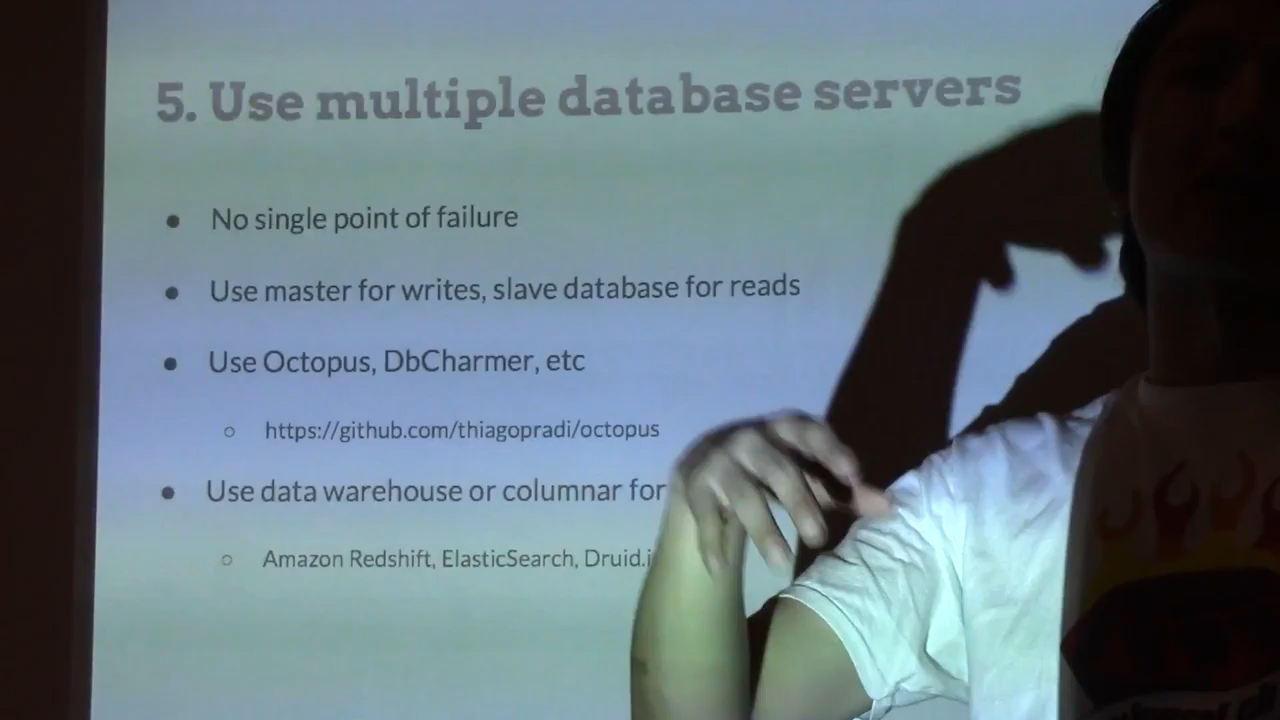 5. Use multiple database servers
● No single point of failure
● Use master for writes, slave database for reads
● Use Octopus, DbCharmer, etc
○ https://github.com/thiagopradi/octopus
● Use data warehouse or columnar for
○ Amazon Redshift, ElasticSearch, Druid.i